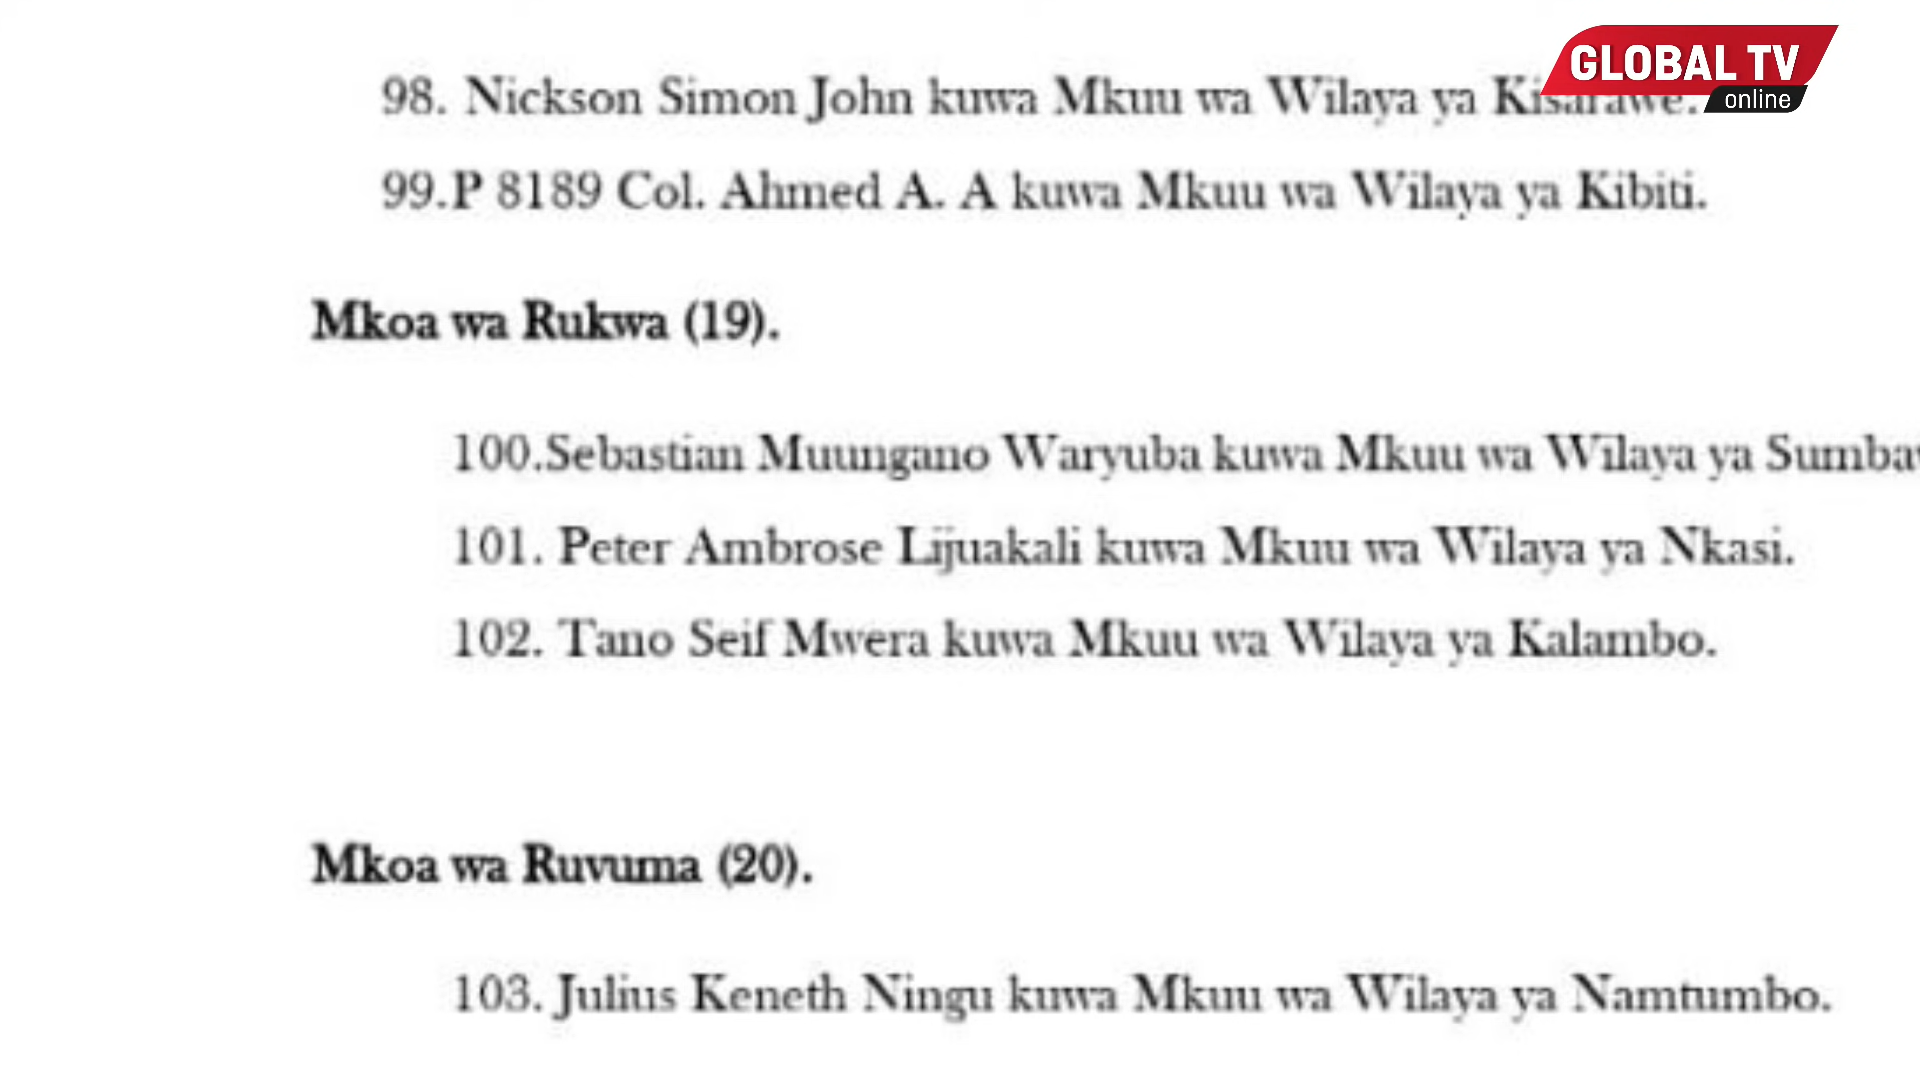 GLOBAL TV
online
98. Nickson Simon John kuwa Mkuu wa Wilaya ya Kisarawe.
99.P 8189 Col. Ahmed A. A kuwa Mkuu wa Wilaya ya Kibiti.
Mkoa wa Rukwa (19).
100.Sebastian Muungano Waryuba kuwa Mkuu wa Wilaya ya
101. Peter Ambrose Lijuakali kuwa Mkuu wa Wilaya ya Nkasi.
102. Tano Seif Mwera kuwa Mkuu wa Wilaya ya Kalambo.
Mkoa wa Ruvuma (20).
103. Julius Keneth Ningu kuwa Mkuu wa Wilaya ya Namtumbo.